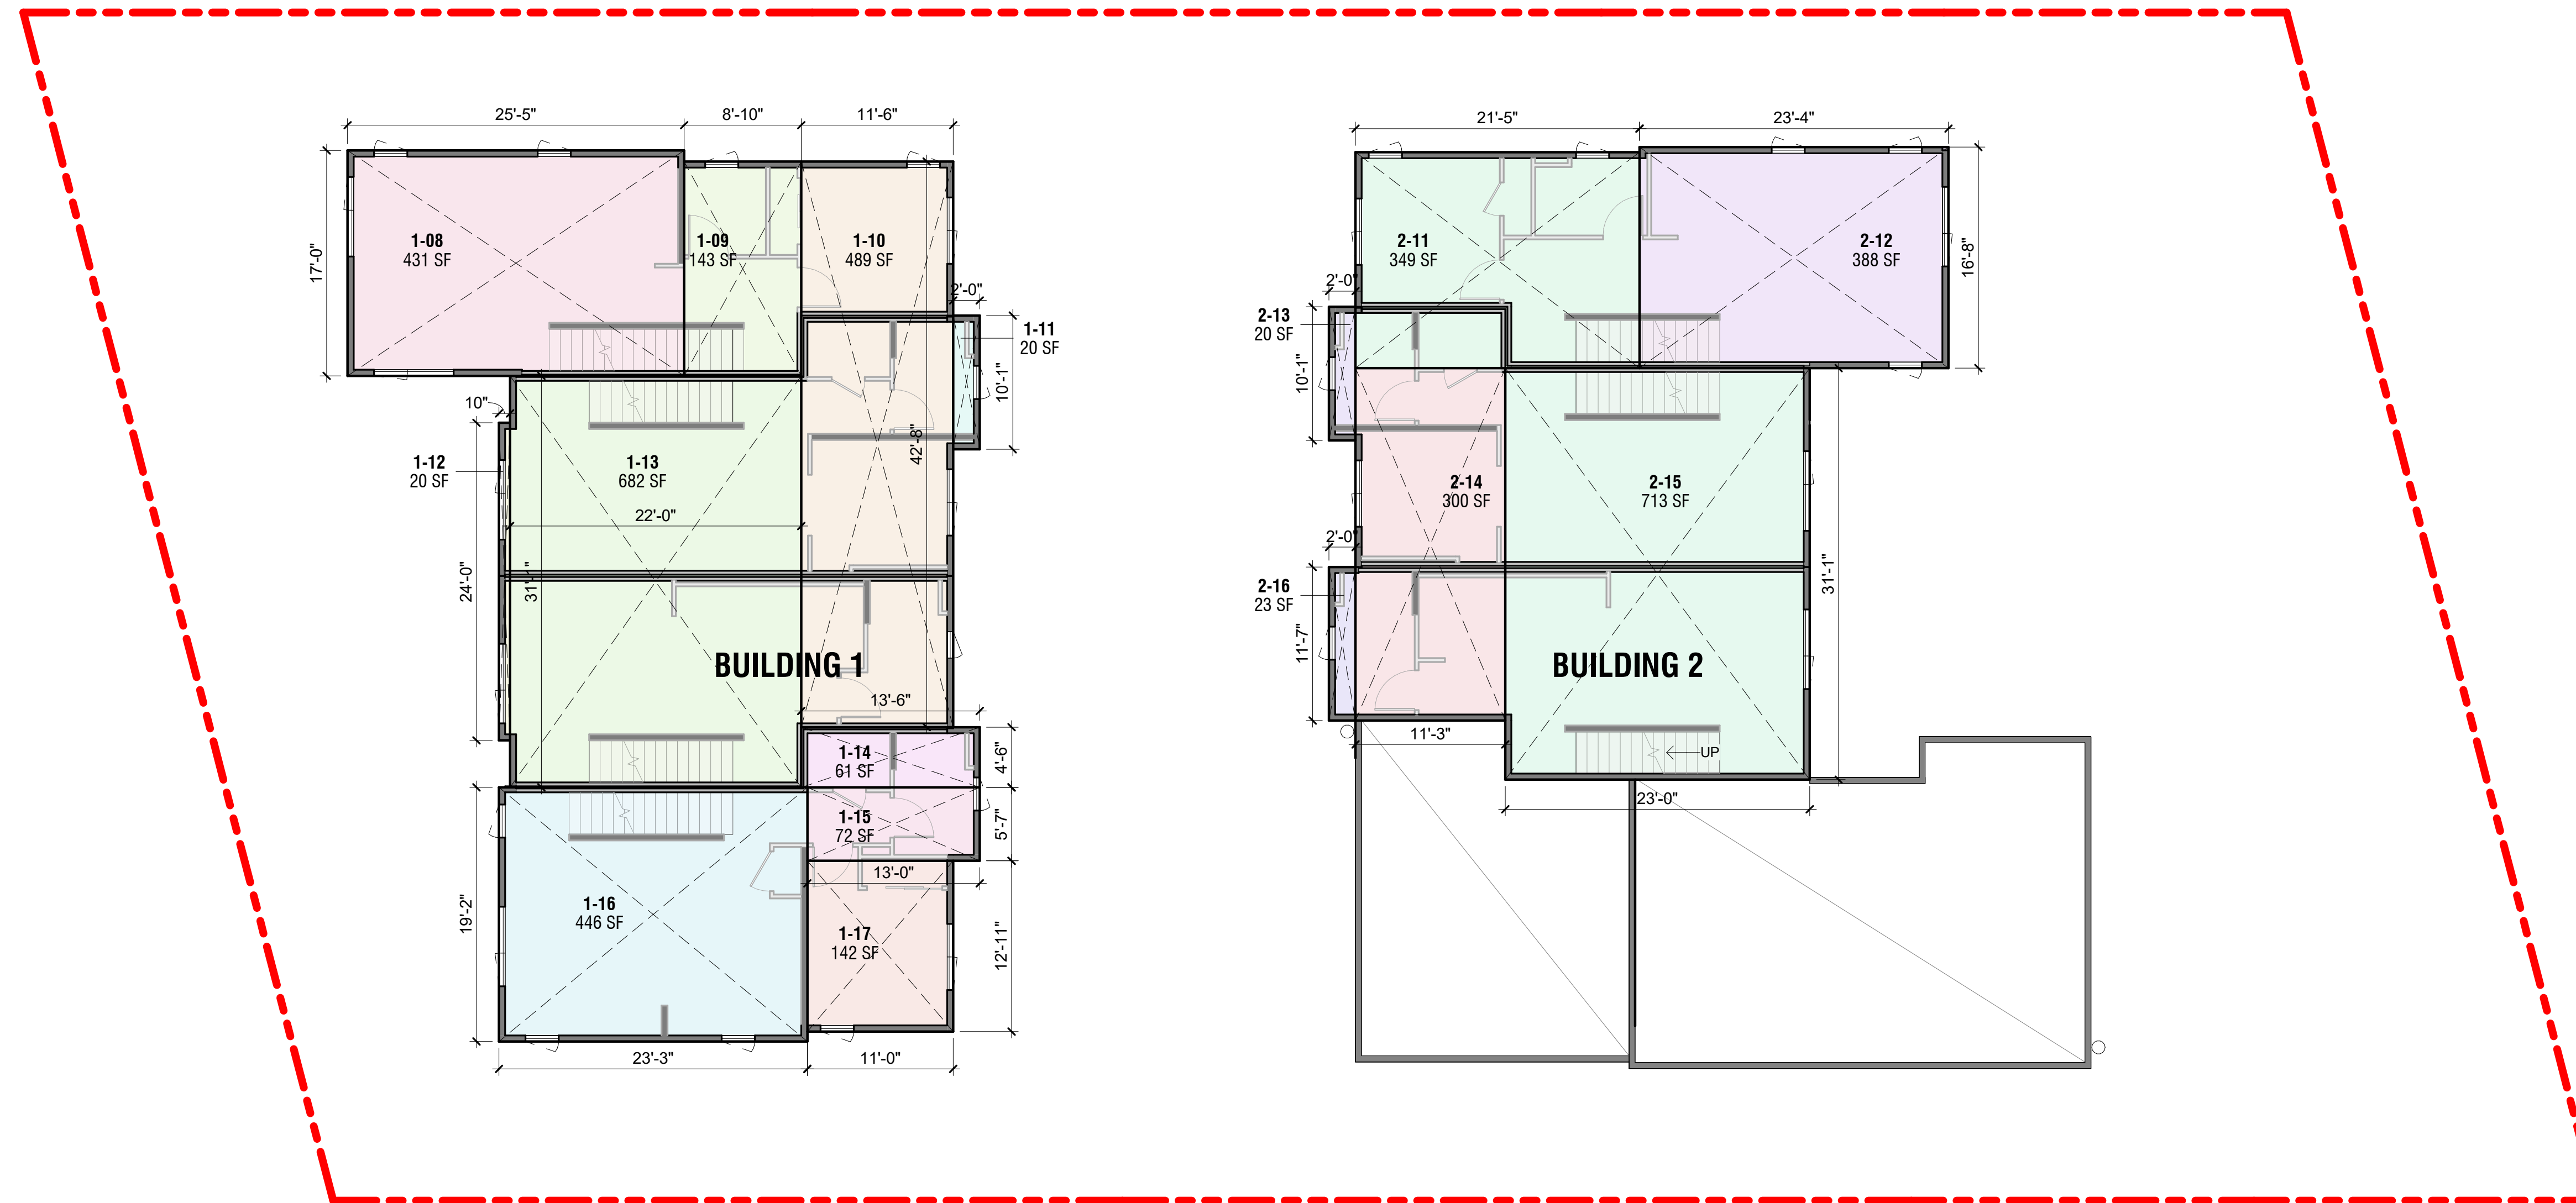 25'-5"
8'-10"
11'-6"
21'-5"
23'-4"
17'-0"
1-08
431 SF
1-09
143 SF
1-10
489 SF
2'-0"
1-11
20 SF
10'-1"
10"
1-12
20 SF
1-13
682 SF
42'-8"
22'-0"
24'-0"
31'-1"
BUILDING 1
13'-6"
1-14
61 SF
4'-6"
1-15
72 SF
5'-7"
13'-0"
1-16
446 SF
19'-2"
1-17
142 SF
12'-11"
23'-3"
11'-0"
2-11
349 SF
2-12
388 SF
16'-8"
2'-0"
2-13
20 SF
10'-1"
2-14
300 SF
2-15
713 SF
2'-0"
2-16
23 SF
11'-7"
31'-1"
BUILDING 2
11'-3"
UP
23'-0"